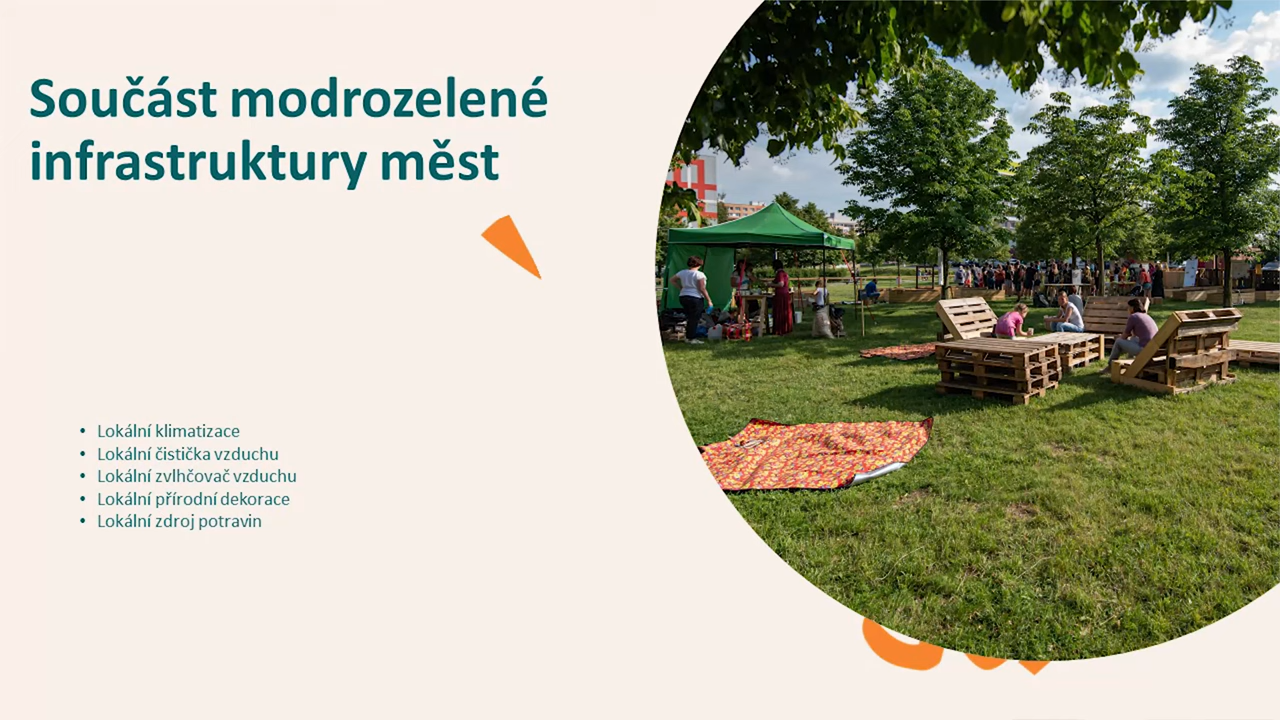 Součást modrozelené
infrastruktury měst
• Lokální klimatizace
• Lokální čistička vzduchu
• Lokální zvlhčovač vzduchu
• Lokální přírodní dekorace
• Lokální zdroj potravin